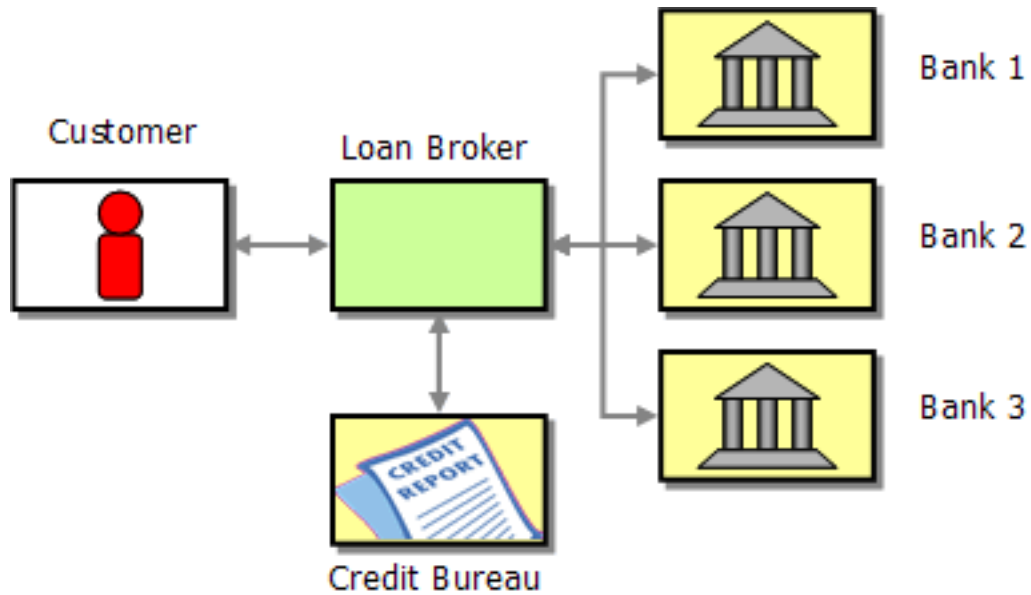 Customer
Loan Broker
Bank 1
Bank 2
Bank 3
CREDIT
REPORT
Credit Bureau